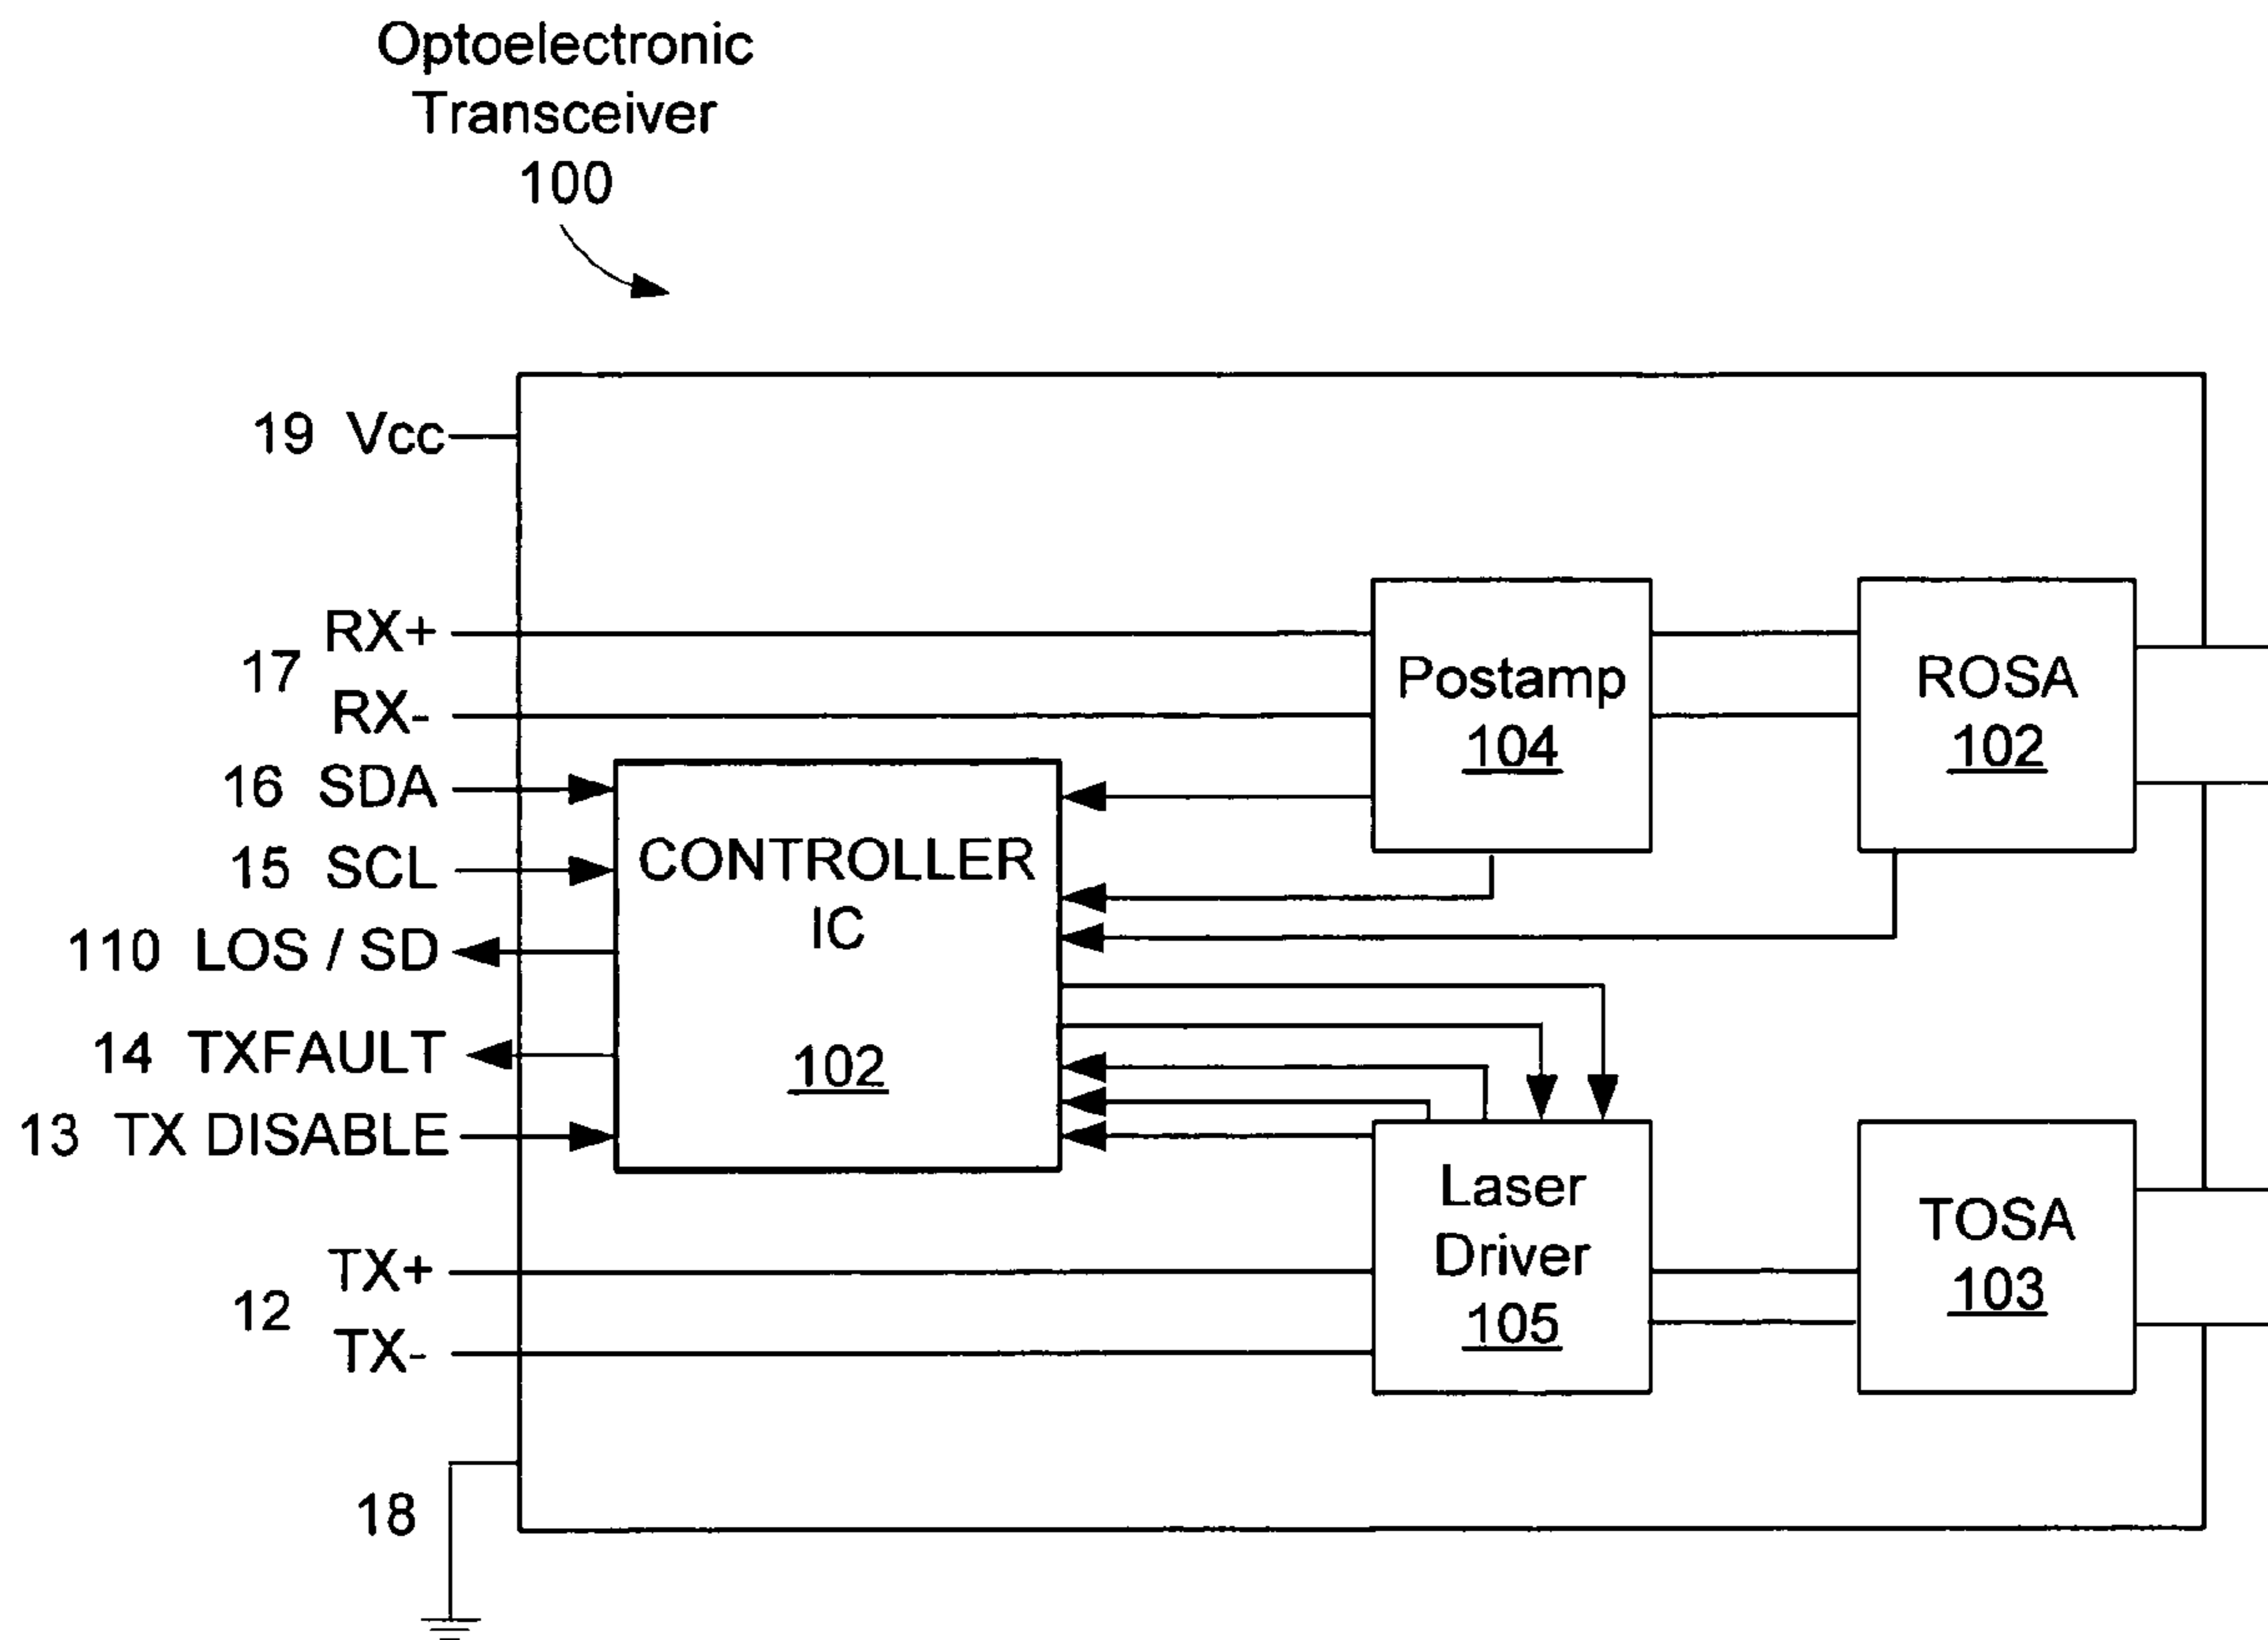 Optoelectronic
Transceiver
100
19 Vcc
17
RX+
RX-
16 SDA
15 SCL
110 LOS / SD
14 TXFAULT
13 TX DISABLE
12
TX+
TX-
18
CONTROLLER
IC
102
Postamp
104
ROSA
102
Laser
Driver
105
TOSA
103